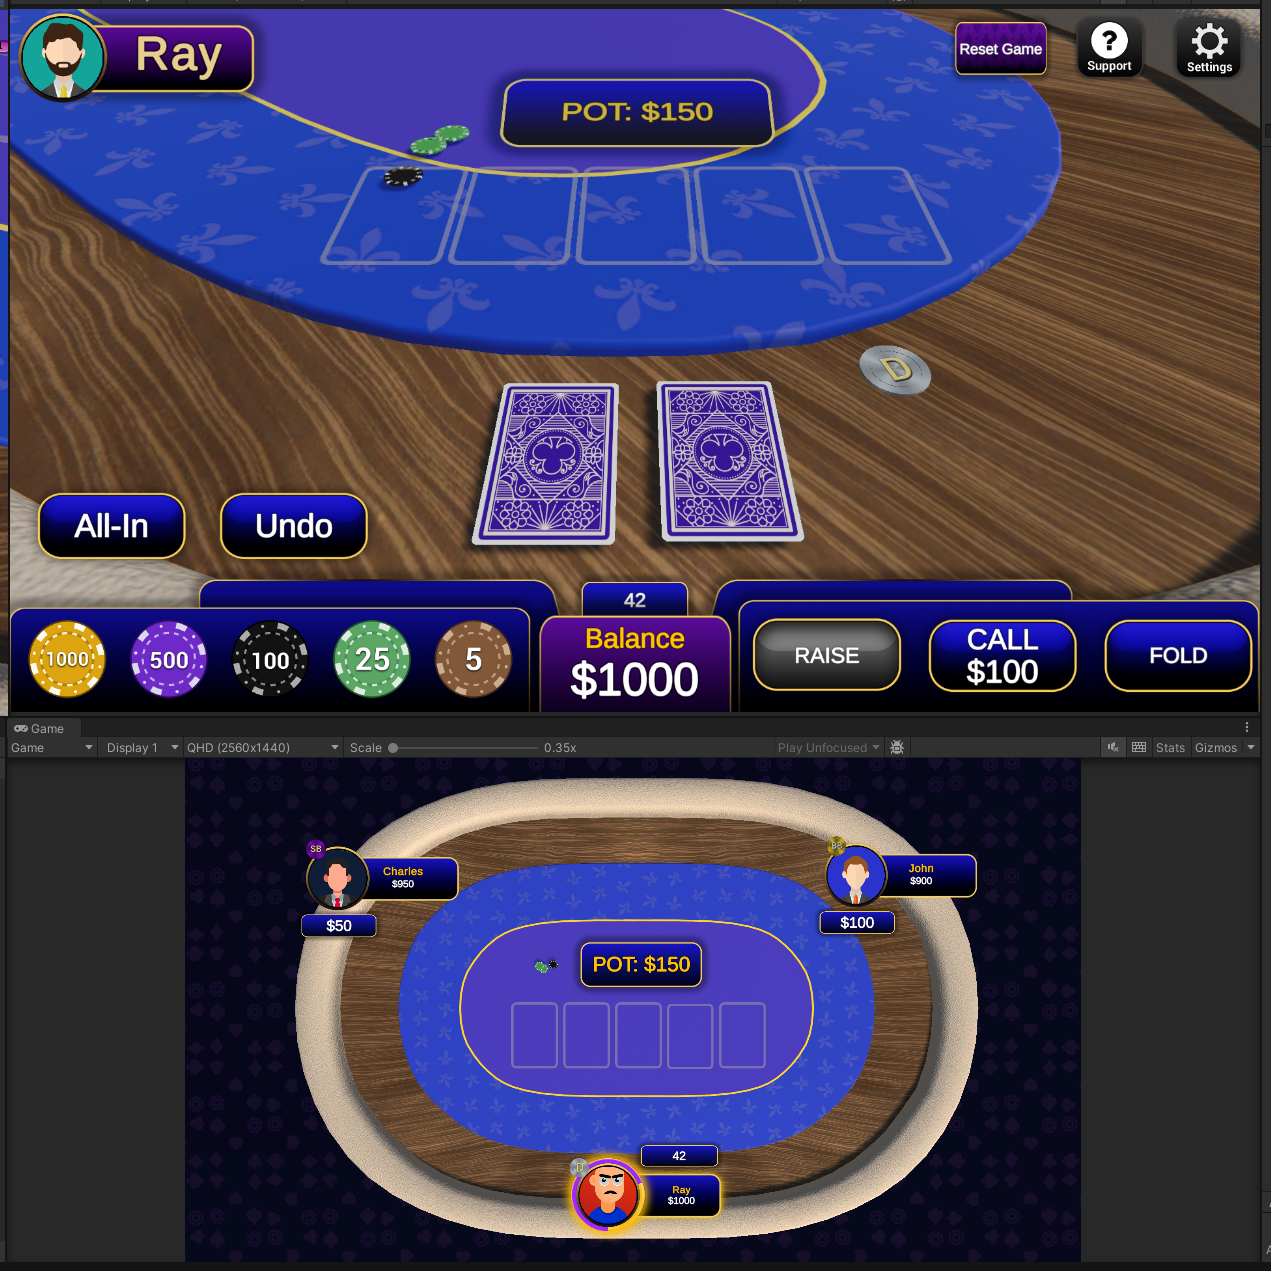 Ray
Reset Game
?
Support
Settings
POT: $150
D
All-In
Undo
42
1000
500
100
25
5
Balance
$1000
RAISE
CALL
$100
FOLD
Game
Game
Display 1
QHD (2560x1440)
Scale
0.35x
Play Unfocused
Stats
Gizmos
SB
Charles
$950
$50
BB
John
$900
$100
POT: $150
42
D
Ray
$1000